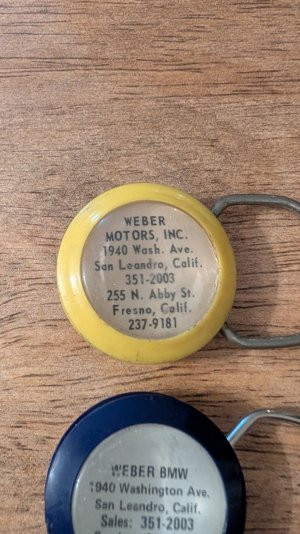 WEBER
MOTORS, INC.
1940 Wash. Ave.
San Leandro, Calif.
351-2003
255 N. Abby St.
Fresno, Calif.
237-9181
WEBER BMW
1940 Washington Ave.
San Leandro, Calif.
Sales: 351-2003